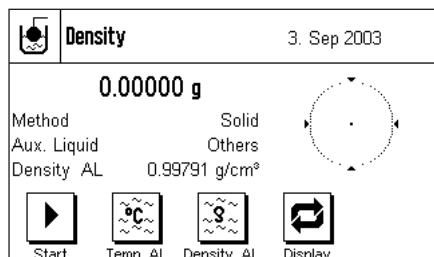 Density 3. Sep 2003
0.00000 g
Method Solid
Aux. Liquid Others
Density AL 0.99791 g/cm³
°C
Start Temp. AL Density AL Display